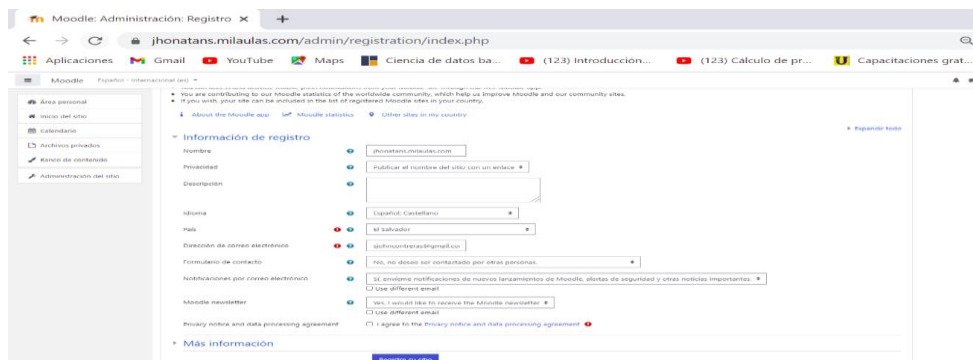 Moodle: Administración: Registro
jhonatans.milaulas.com/admin/registration/index.php
Aplicaciones Gmail YouTube Maps Ciencia de datos ba... (123) Introducción... (123) Cálculo de pr... Capacitaciones grat...
Moodle Español - Internacional (es)
Área personal
Inicio del sitio
Calendario
Archivos privados
Banco de contenido
Administración del sitio
You are contributing to our Moodle statistics of the worldwide community, which help us improve Moodle and our community sites.
If you wish, your site can be included in the list of registered Moodle sites in your country.
About the Moodle app Moodle statistics Other sites in my country
Expandir todo
Información de registro
Nombre jhonatans.milaulas.com
Privacidad Publicar el nombre del sitio con un enlace
Descripción
Idioma Español; Castellano
País El Salvador
Dirección de correo electrónico
Formulario de contacto No, no deseo ser contactado por otras personas.
Notificaciones por correo electrónico Sí, envíeme notificaciones de nuevos lanzamientos de Moodle, alertas de seguridad y otras noticias importantes.
Use different email
Moodle newsletter Yes, I would like to receive the Moodle newsletter
Use different email
Privacy notice and data processing agreement I agree to the Privacy notice and data processing agreement
Más información